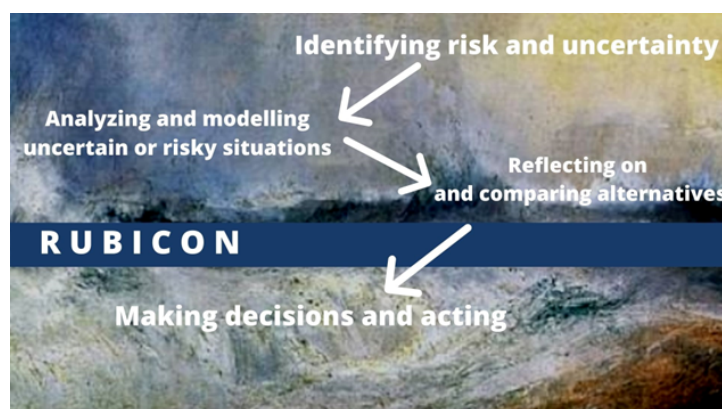 Identifying risk and uncertainty
Analyzing and modelling
uncertain or risky situations
Reflecting on
and comparing alternatives
RUBICON
Making decisions and acting